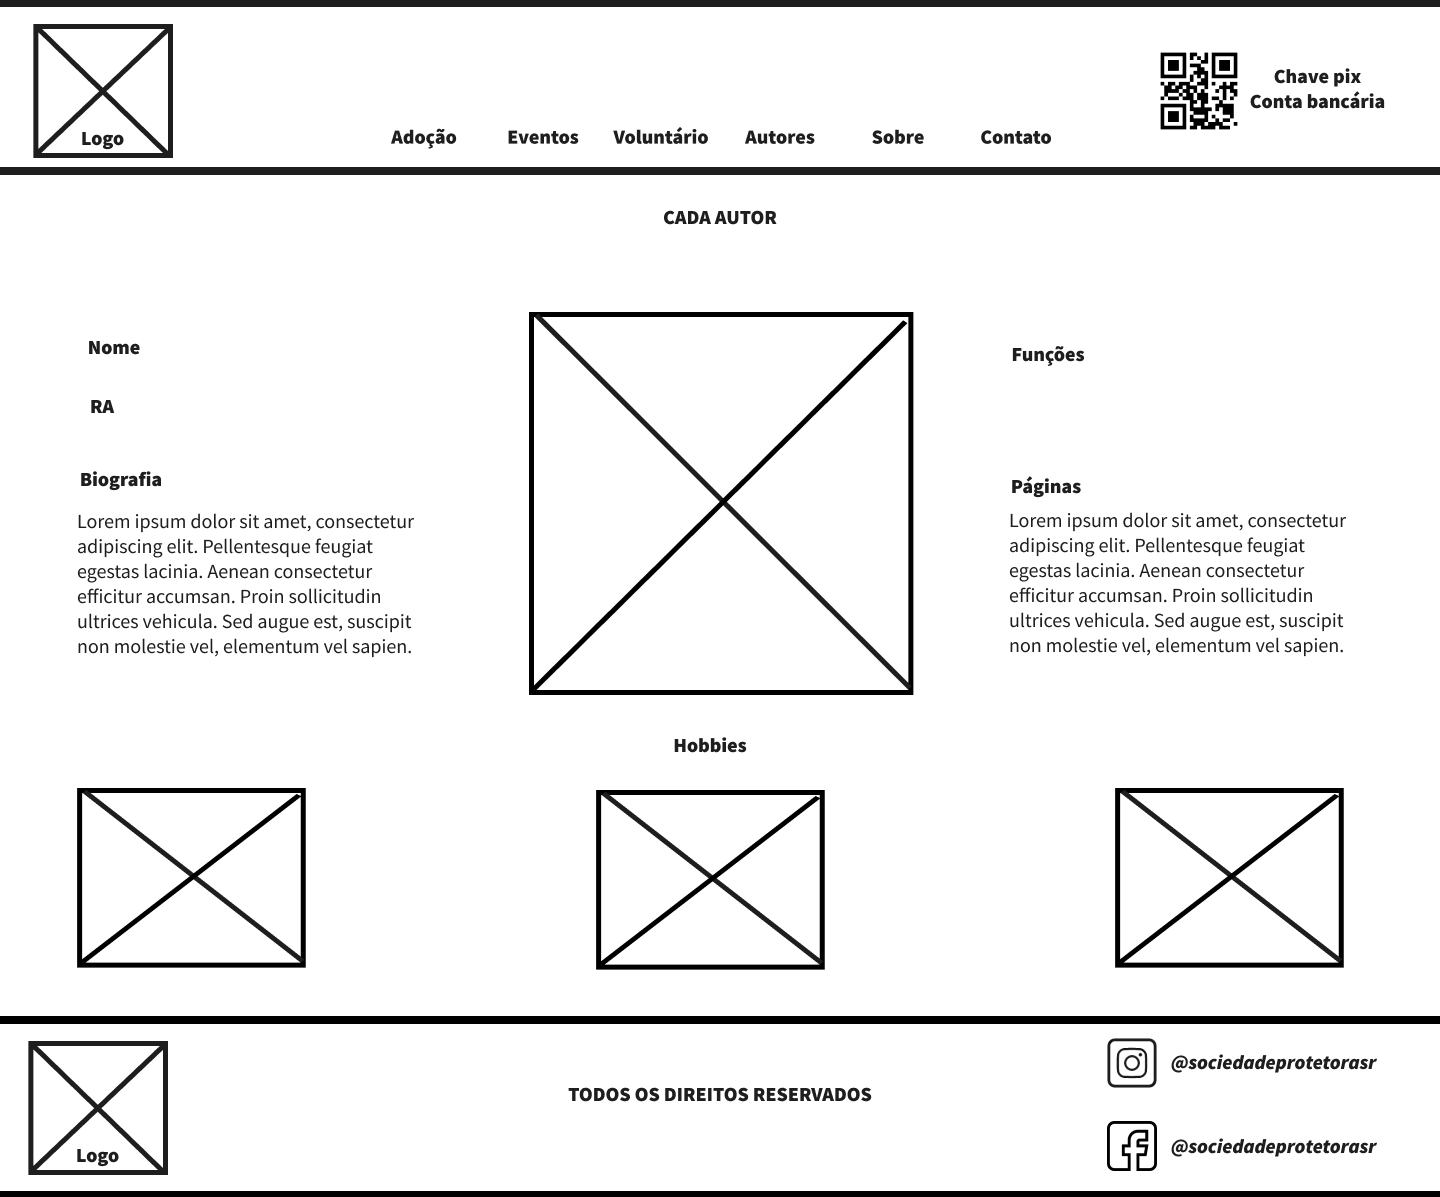 Logo
Adoção
Eventos
Voluntário
Autores
Sobre
Contato
Chave pix
Conta bancária
CADA AUTOR
Nome
RA
Biografia
Lorem ipsum dolor sit amet, consectetur
adipiscing elit. Pellentesque feugiat
egestas lacinia. Aenean consectetur
efficitur accumsan. Proin sollicitudin
ultrices vehicula. Sed augue est, suscipit
non molestie vel, elementum vel sapien.
Funções
Páginas
Lorem ipsum dolor sit amet, consectetur
adipiscing elit. Pellentesque feugiat
egestas lacinia. Aenean consectetur
efficitur accumsan. Proin sollicitudin
ultrices vehicula. Sed augue est, suscipit
non molestie vel, elementum vel sapien.
Hobbies
Logo
TODOS OS DIREITOS RESERVADOS
@sociedadeprotetorasr
@sociedadeprotetorasr